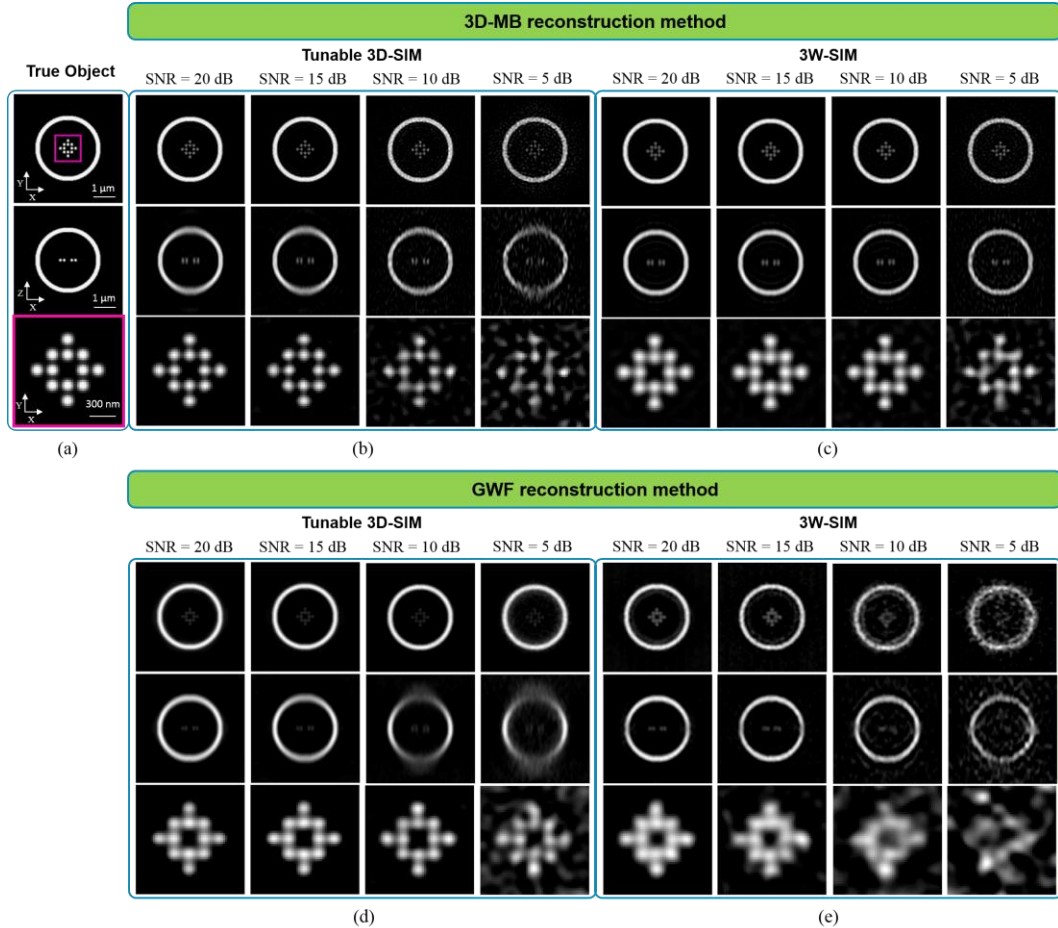 3D-MB reconstruction method
Tunable 3D-SIM 3W-SIM
True Object
SNR = 20 dB SNR = 15 dB SNR = 10 dB SNR = 5 dB SNR = 20 dB SNR = 15 dB SNR = 10 dB SNR = 5 dB
Y
X
1 µm
Z
X
1 µm
Y
X
300 nm
(a) (b) (c)
GWF reconstruction method
Tunable 3D-SIM 3W-SIM
SNR = 20 dB SNR = 15 dB SNR = 10 dB SNR = 5 dB SNR = 20 dB SNR = 15 dB SNR = 10 dB SNR = 5 dB
(d) (e)